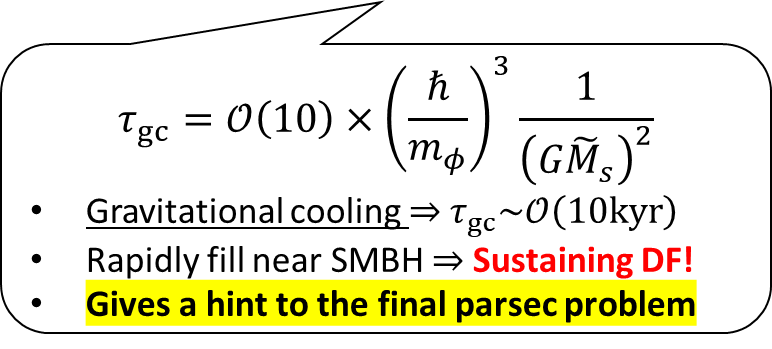 τ_gc = 𝒪(10) × (ħ/m_ϕ)^3 1/(GM̃_s)^2
• Gravitational cooling ⇒ τ_gc~𝒪(10kyr)
• Rapidly fill near SMBH ⇒ Sustaining DF!
• Gives a hint to the final parsec problem